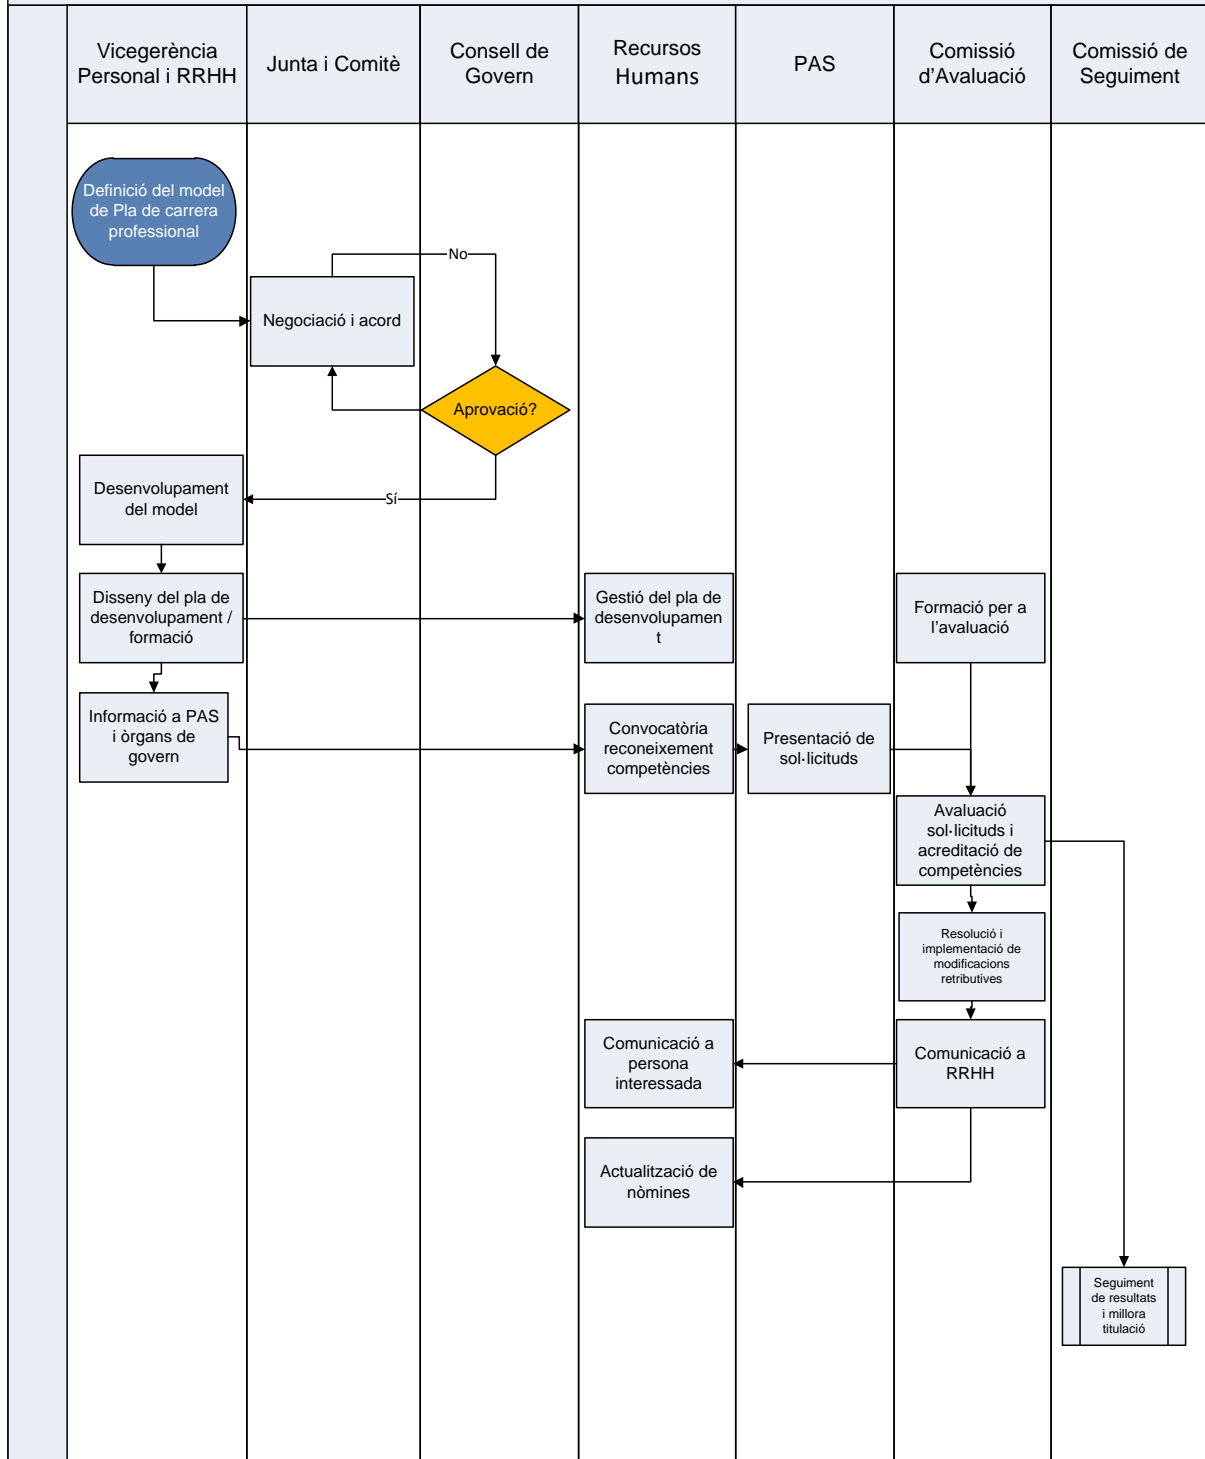 Vicegerència
Personal i RRHH
Junta i Comitè
Consell de
Govern
Recursos
Humans
PAS
Comissió
d'Avaluació
Comissió de
Seguiment
Definició del model
de Pla de carrera
professional
No
Negociació i acord
Aprovació?
Desenvolupament
del model
Sí
Disseny del pla de
desenvolupament /
formació
Gestió del pla de
desenvolupamen
t
Formació per a
l'avaluació
Informació a PAS
i òrgans de
govern
Convocatòria
reconeixement
competències
Presentació de
sol·licituds
Avaluació
sol·licituds i
acreditació de
competències
Resolució i
implementació de
modificacions
retributives
Comunicació a
persona
interessada
Comunicació a
RRHH
Actualització de
nòmines
Seguiment
de resultats
i millora
titulació